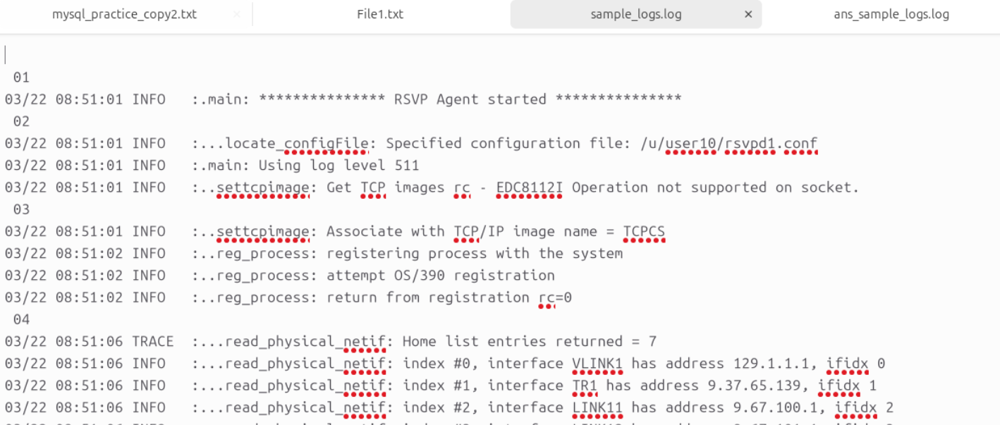 mysql_practice_copy2.txt × File1.txt sample_logs.log × ans_sample_logs.log
01
03/22 08:51:01 INFO   :.main: *************** RSVP Agent started ***************
02
03/22 08:51:01 INFO   :...locate_configFile: Specified configuration file: /u/user10/rsvpd1.conf
03/22 08:51:01 INFO   :.main: Using log level 511
03/22 08:51:01 INFO   :..settcpimage: Get TCP images rc - EDC8112I Operation not supported on socket.
03
03/22 08:51:01 INFO   :..settcpimage: Associate with TCP/IP image name = TCPCS
03/22 08:51:02 INFO   :..reg_process: registering process with the system
03/22 08:51:02 INFO   :..reg_process: attempt OS/390 registration
03/22 08:51:02 INFO   :..reg_process: return from registration rc=0
04
03/22 08:51:06 TRACE  :...read_physical_netif: Home list entries returned = 7
03/22 08:51:06 INFO   :...read_physical_netif: index #0, interface VLINK1 has address 129.1.1.1, ifidx 0
03/22 08:51:06 INFO   :...read_physical_netif: index #1, interface TR1 has address 9.37.65.139, ifidx 1
03/22 08:51:06 INFO   :...read_physical_netif: index #2, interface LINK11 has address 9.67.100.1, ifidx 2